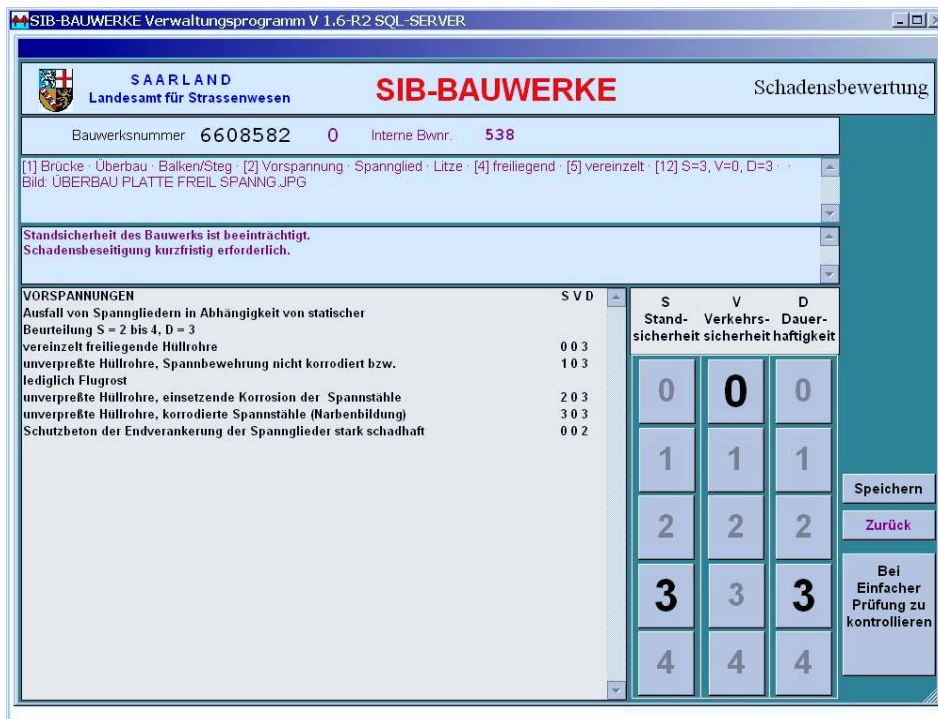 SIB-BAUWERKE Verwaltungsprogramm V 1.6-R2 SQL-SERVER
SAARLAND
Landesamt für Strassenwesen
SIB-BAUWERKE
Schadensbewertung
Bauwerksnummer 6608582 0 Interne Bwnr. 538
[1] Brücke · Überbau · Balken/Steg · [2] Vorspannung · Spannglied · Litze · [4] freiliegend · [5] vereinzelt · [12] S=3, V=0, D=3 · ·
Bild: ÜBERBAU PLATTE FREIL SPANNG.JPG
Standsicherheit des Bauwerks ist beeinträchtigt.
Schadensbeseitigung kurzfristig erforderlich.
VORSPANNUNGEN S V D
Ausfall von Spanngliedern in Abhängigkeit von statischer
Beurteilung S = 2 bis 4, D = 3
vereinzelt freiliegende Hüllrohre 0 0 3
unverpreßte Hüllrohre, Spannbewehrung nicht korrodiert bzw. 1 0 3
lediglich Flugrost
unverpreßte Hüllrohre, einsetzende Korrosion der Spannstähle 2 0 3
unverpreßte Hüllrohre, korrodierte Spannstähle (Narbenbildung) 3 0 3
Schutzbeton der Endverankerung der Spannglieder stark schadhaft 0 0 2
S V D
Stand- Verkehrs- Dauer-
sicherheit sicherheit haftigkeit
0 0 0
1 1 1
2 2 2
3 3 3
4 4 4
Speichern
Zurück
Bei
Einfacher
Prüfung zu
kontrollieren